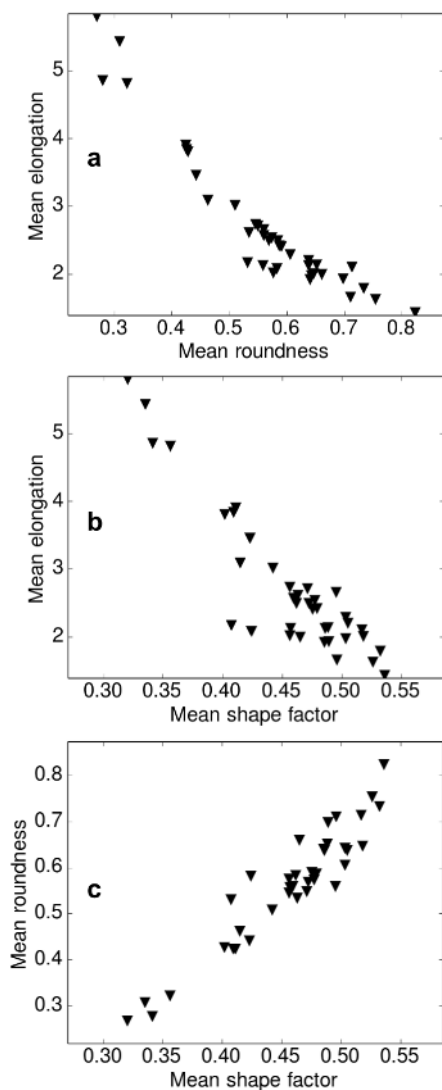 5
4
3
2
Mean elongation
a
0.3 0.4 0.5 0.6 0.7 0.8
Mean roundness
5
4
3
2
Mean elongation
b
0.30 0.35 0.40 0.45 0.50 0.55
Mean shape factor
0.8
0.7
0.6
0.5
0.4
0.3
Mean roundness
c
0.30 0.35 0.40 0.45 0.50 0.55
Mean shape factor